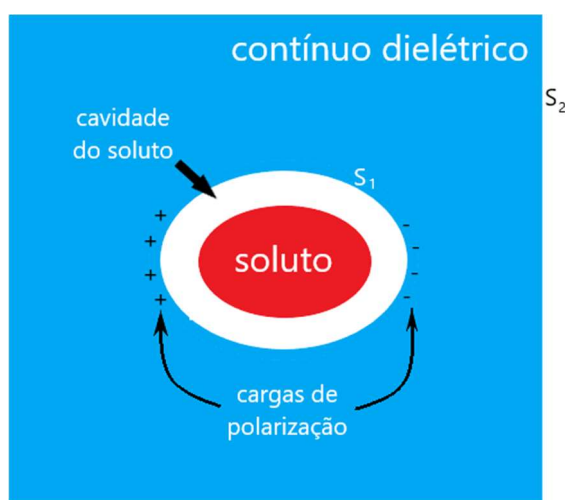 contínuo dielétrico
S₂
cavidade
do soluto
S₁
+
+
+
+
-
-
-
-
soluto
cargas de
polarização